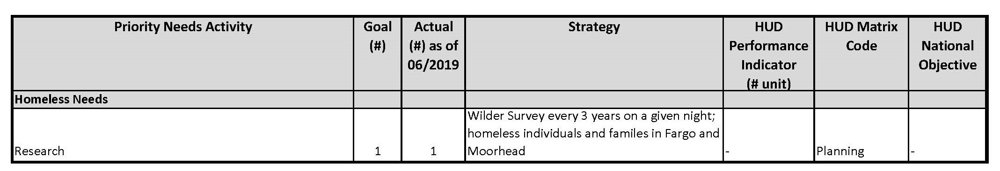 Priority Needs Activity Goal (#) Actual (#) as of 06/2019 Strategy HUD Performance Indicator (# unit) HUD Matrix Code HUD National Objective
Homeless Needs
Research 1 1 Wilder Survey every 3 years on a given night; homeless individuals and familes in Fargo and Moorhead - Planning -